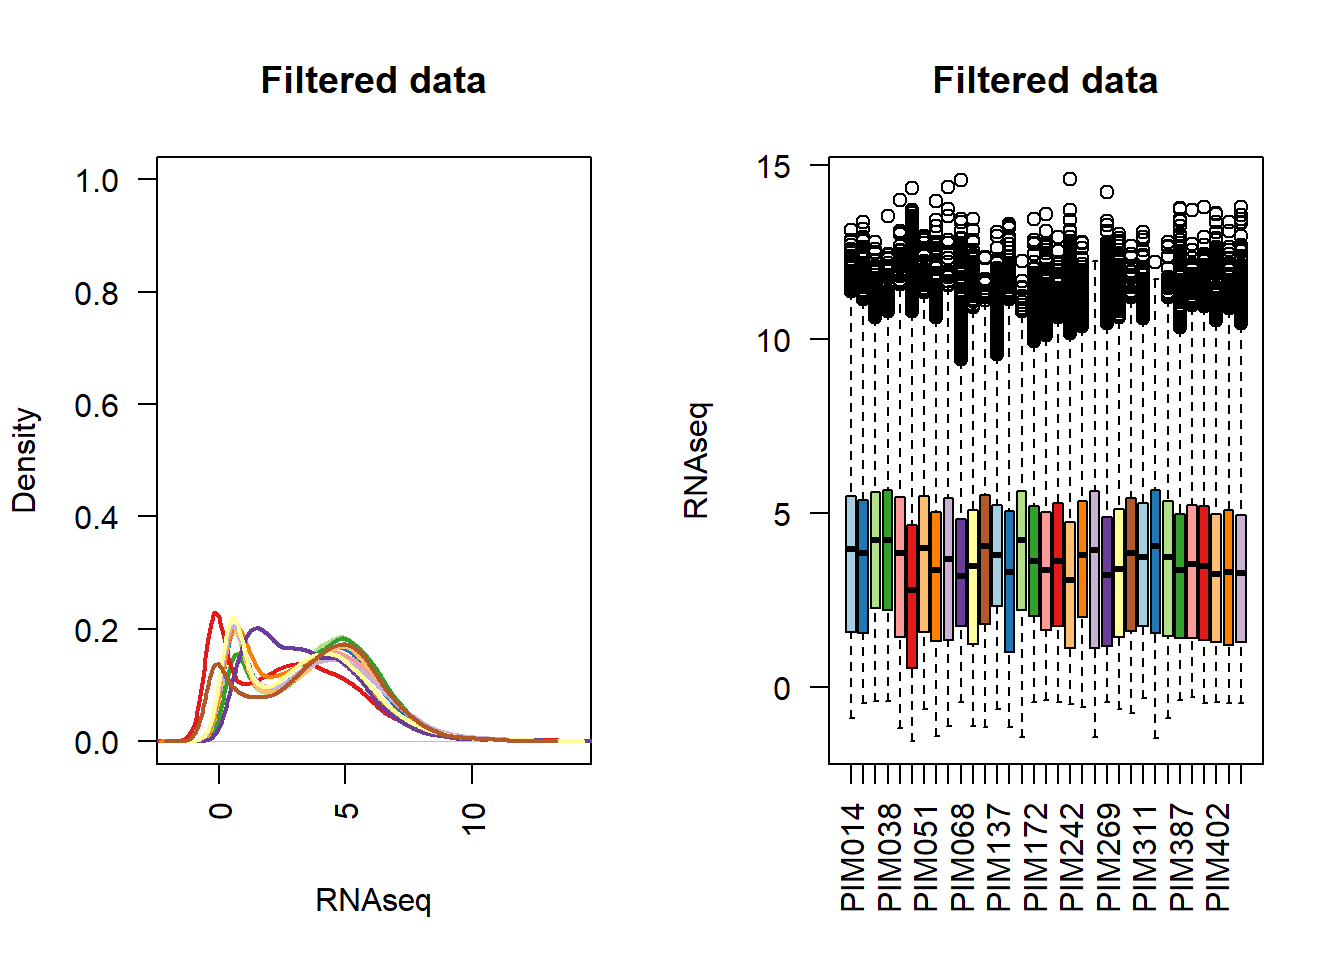 Filtered data
1.0
0.8
0.6
0.4
0.2
0.0
Density
0
5
10
RNAseq
Filtered data
15
10
5
0
RNAseq
PIM014
PIM038
PIM051
PIM068
PIM137
PIM172
PIM242
PIM269
PIM311
PIM387
PIM402